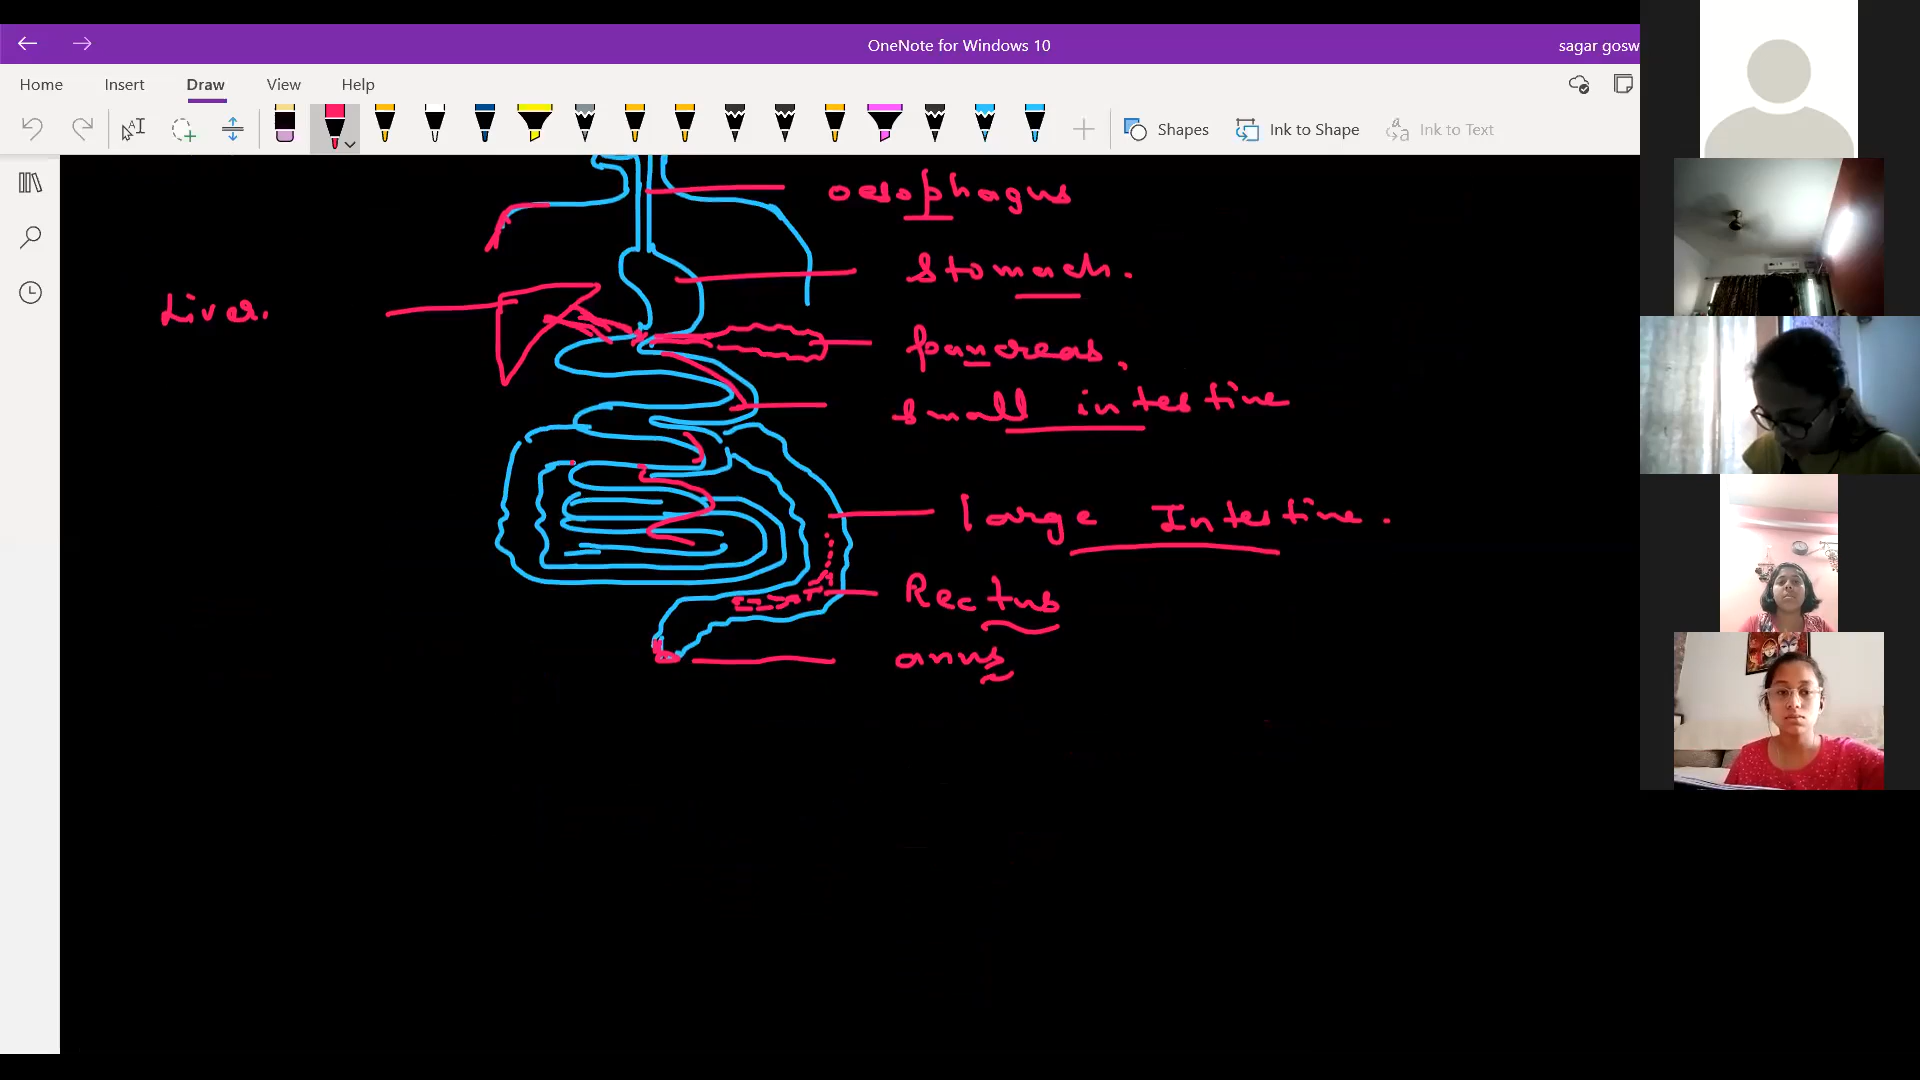 OneNote for Windows 10
sagar gosw
Home Insert Draw View Help
Shapes Ink to Shape Ink to Text
oesophagus
stomach.
Liver.
pancreas.
small intestine
large Intestine.
Rectus
anus